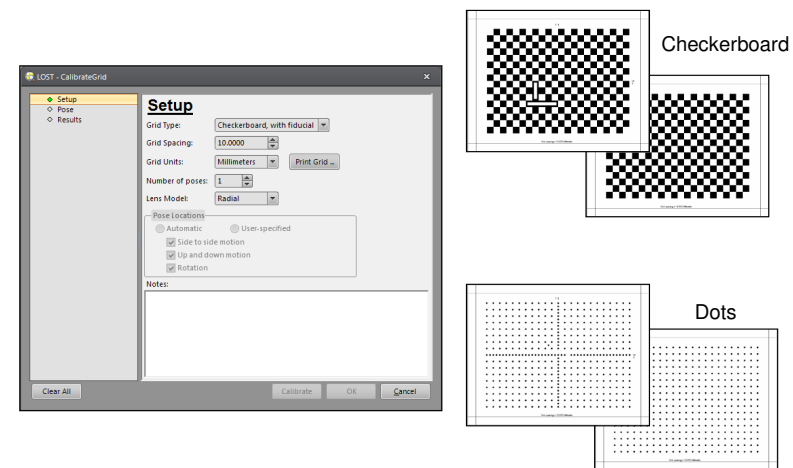 LOST - CalibrateGrid
Setup
Pose
Results
Setup
Grid Type: Checkerboard, with fiducial
Grid Spacing: 10.0000
Grid Units: Millimeters Print Grid ...
Number of poses: 1
Lens Model: Radial
Pose Locations
Automatic User-specified
Side to side motion
Up and down motion
Rotation
Notes:
Clear All Calibrate OK Cancel
Checkerboard
Dots